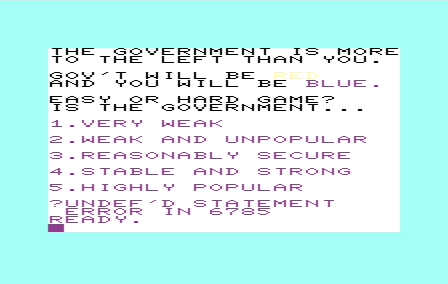 THE GOVERNMENT IS MORE
TO THE LEFT THAN YOU.
GOV'T WILL BE RED
AND YOU WILL BE BLUE.
EASY OR HARD GAME?
IS THE GOVERNMENT...
1.VERY WEAK
2.WEAK AND UNPOPULAR
3.REASONABLY SECURE
4.STABLE AND STRONG
5.HIGHLY POPULAR
?UNDEF'D STATEMENT
ERROR IN 6785
READY.